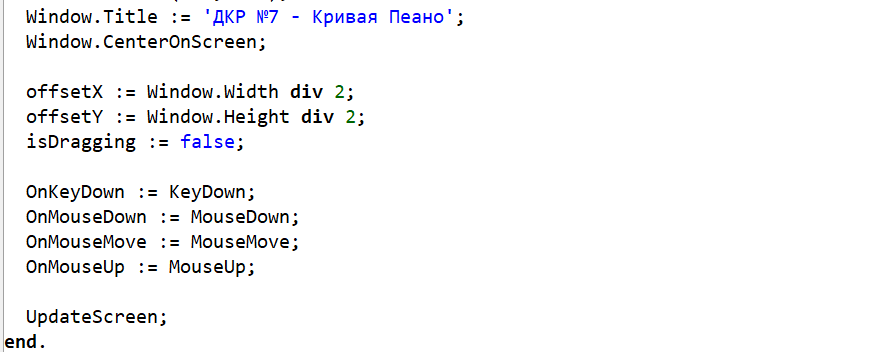 Window.Title := 'ДКР №7 - Кривая Пеано';
Window.CenterOnScreen;
offsetX := Window.Width div 2;
offsetY := Window.Height div 2;
isDragging := false;
OnKeyDown := KeyDown;
OnMouseDown := MouseDown;
OnMouseMove := MouseMove;
OnMouseUp := MouseUp;
UpdateScreen;
end.